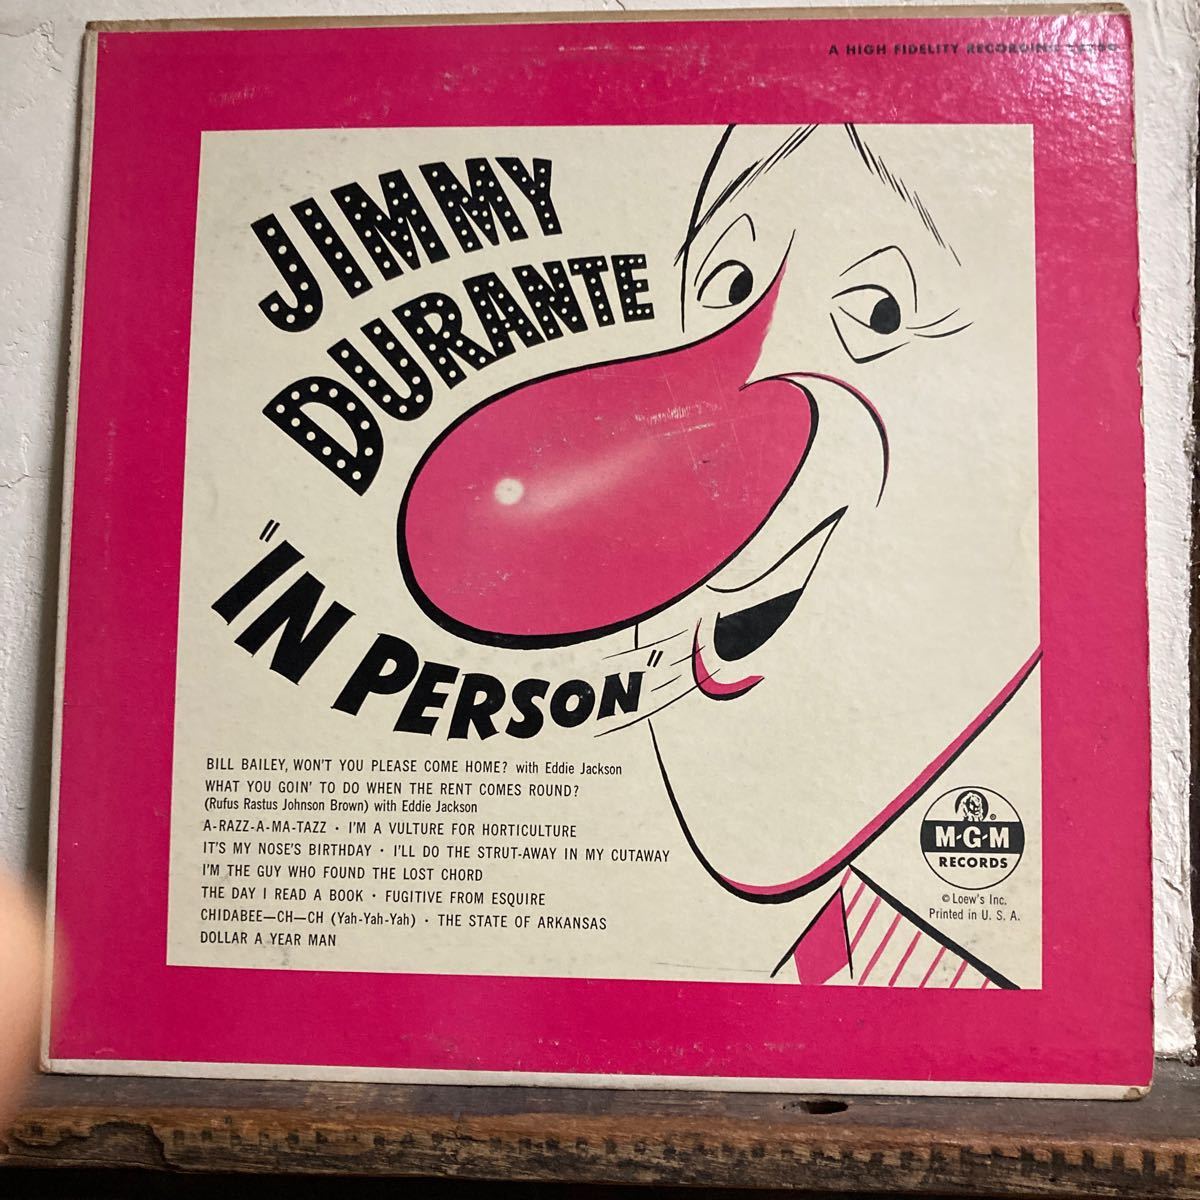 A HIGH FIDELITY RECORDING
JIMMY
DURANTE
"IN PERSON"
BILL BAILEY, WON'T YOU PLEASE COME HOME? with Eddie Jackson
WHAT YOU GOIN' TO DO WHEN THE RENT COMES ROUND?
(Rufus Rastus Johnson Brown) with Eddie Jackson
A-RAZZ-A-MA-TAZZ · I'M A VULTURE FOR HORTICULTURE
IT'S MY NOSE'S BIRTHDAY · I'LL DO THE STRUT-AWAY IN MY CUTAWAY
I'M THE GUY WHO FOUND THE LOST CHORD
THE DAY I READ A BOOK · FUGITIVE FROM ESQUIRE
CHIDABEE—CH—CH (Yah-Yah-Yah) · THE STATE OF ARKANSAS
DOLLAR A YEAR MAN
®
M-G-M
RECORDS
© Loew's Inc.
Printed in U. S. A.